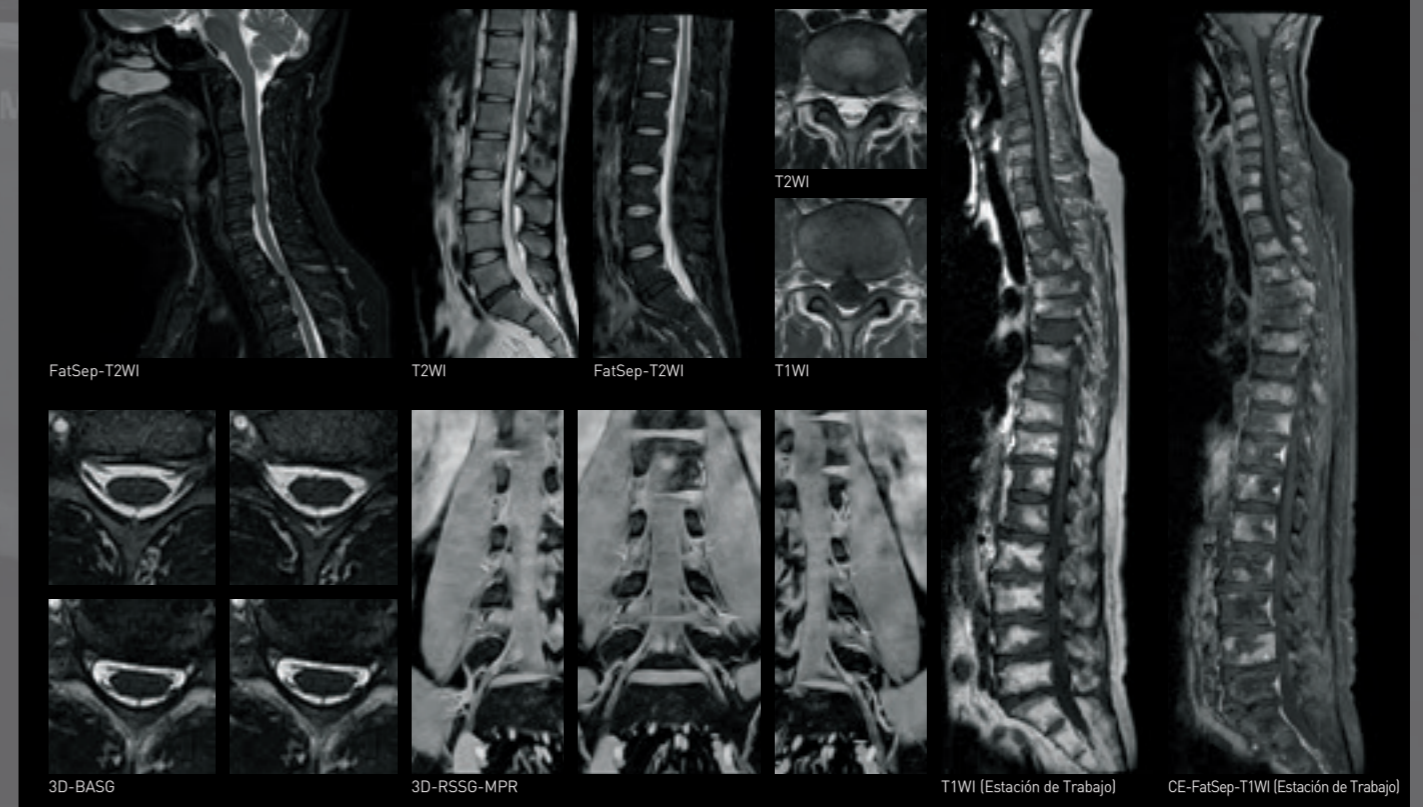 T2WI
FatSep-T2WI
T2WI
FatSep-T2WI
T1WI
3D-BASG
3D-RSSG-MPR
T1WI (Estación de Trabajo)
CE-FatSep-T1WI (Estación de Trabajo)